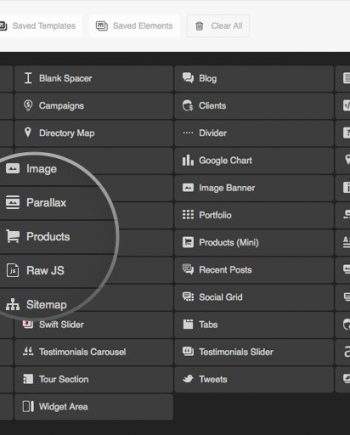 Saved Templates
Saved Elements
Clear All
Blank Spacer
Blog
Campaigns
Clients
Directory Map
Divider
Image
Google Chart
Parallax
Image Banner
Portfolio
Products
Products (Mini)
Raw JS
Recent Posts
Sitemap
Social Grid
Swift Slider
Tabs
Testimonials Carousel
Testimonials Slider
Tour Section
Tweets
Widget Area